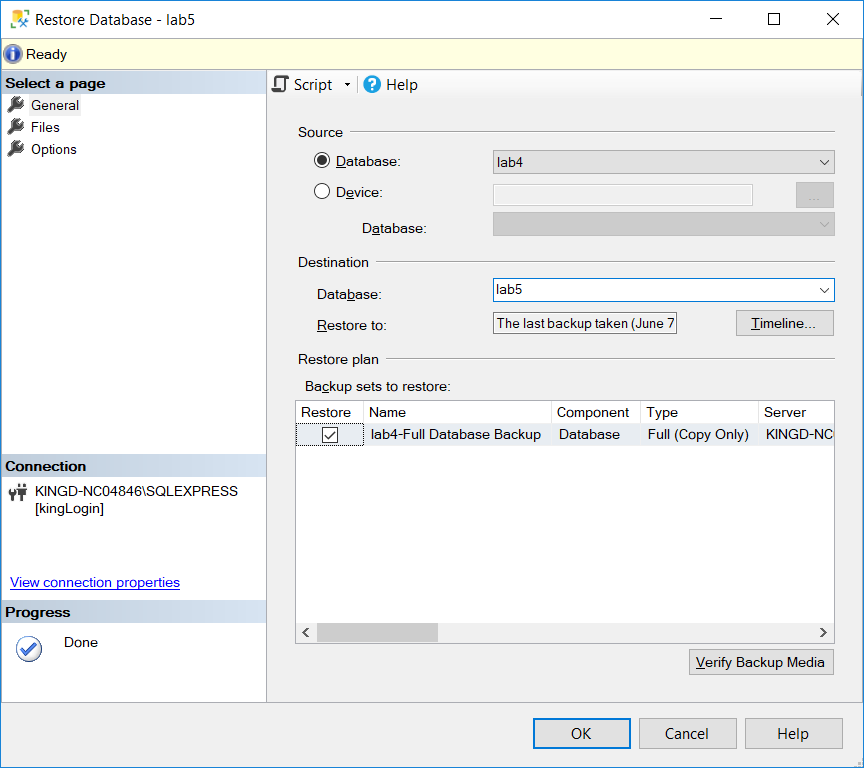 Restore Database - lab5
Ready
Select a page
General
Files
Options
Script
Help
Source
Database:
lab4
Device:
...
Database:
Destination
Database:
lab5
Restore to:
The last backup taken (June 7
Timeline...
Restore plan
Backup sets to restore:
Restore Name Component Type Server
lab4-Full Database Backup Database Full (Copy Only) KINGD-NC
Verify Backup Media
Connection
KINGD-NC04846\SQLEXPRESS
[kingLogin]
View connection properties
Progress
Done
OK Cancel Help